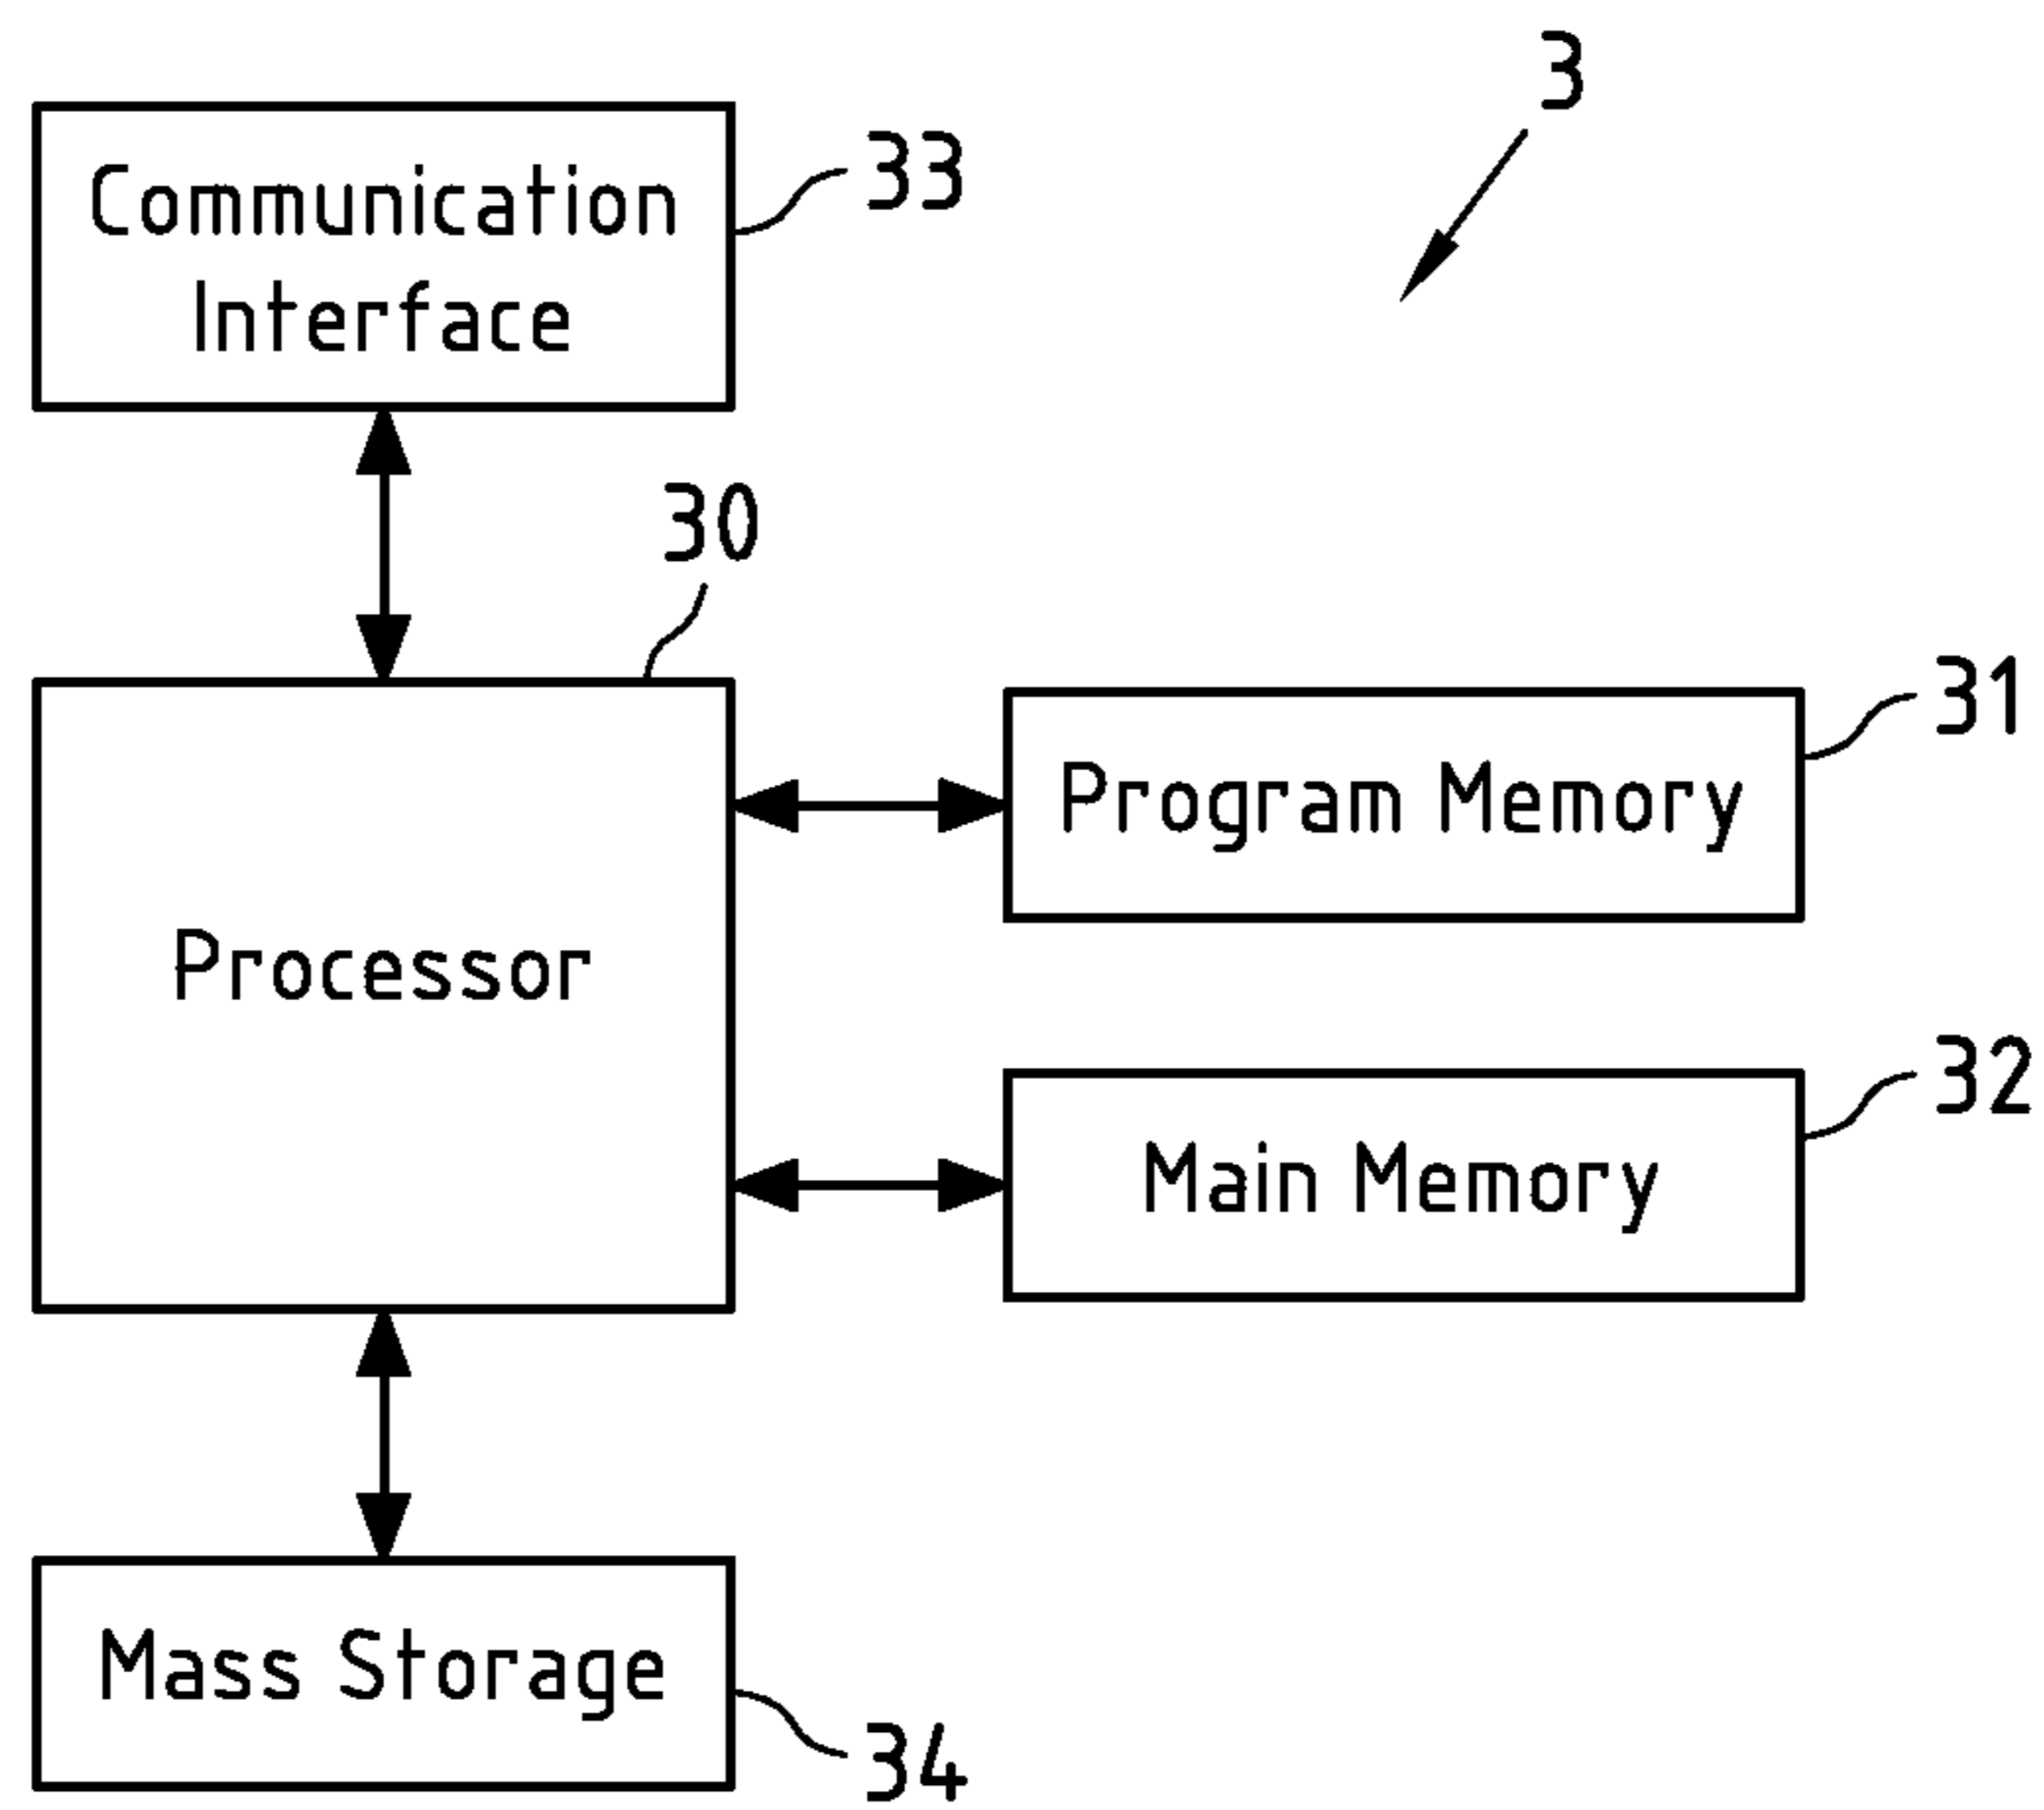 3
Communication
Interface
33
30
Processor
Program Memory
31
Main Memory
32
Mass Storage
34